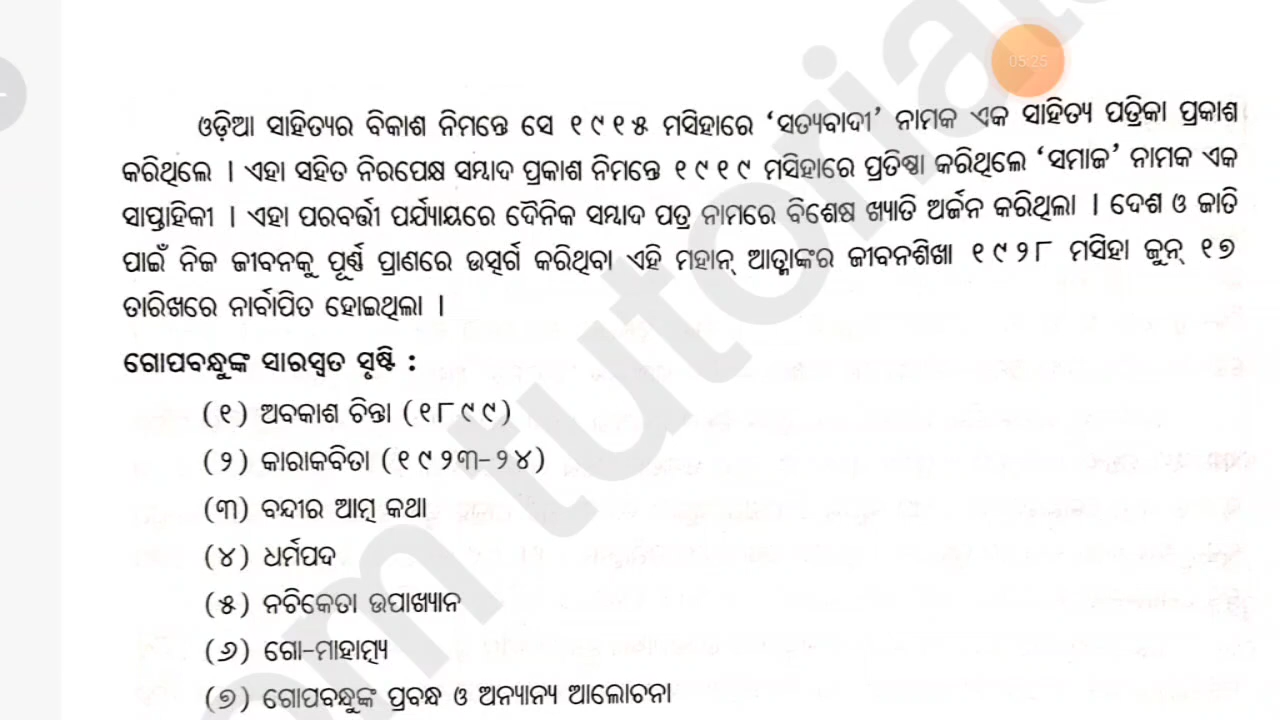 05:25
ଓଡ଼ିଆ ସାହିତ୍ୟର ବିକାଶ ନିମନ୍ତେ ସେ ୧୯୧୫ ମସିହାରେ ‘ସତ୍ୟବାଦୀ’ ନାମକ ଏକ ସାହିତ୍ୟ ପତ୍ରିକା ପ୍ରକାଶ
କରିଥିଲେ । ଏହା ସହିତ ନିରପେକ୍ଷ ସମ୍ବାଦ ପ୍ରକାଶ ନିମନ୍ତେ ୧୯୧୯ ମସିହାରେ ପ୍ରତିଷ୍ଠା କରିଥିଲେ ‘ସମାଜ’ ନାମକ ଏକ
ସାପ୍ତାହିକୀ । ଏହା ପରବର୍ତ୍ତୀ ପର୍ଯ୍ୟାୟରେ ଦୈନିକ ସମ୍ବାଦ ପତ୍ର ନାମରେ ବିଶେଷ ଖ୍ୟାତି ଅର୍ଜନ କରିଥିଲା । ଦେଶ ଓ ଜାତି
ପାଇଁ ନିଜ ଜୀବନକୁ ପୂର୍ଣ୍ଣ ପ୍ରାଣରେ ଉତ୍ସର୍ଗ କରିଥିବା ଏହି ମହାନ୍ ଆତ୍ମାଙ୍କର ଜୀବନଶିଖା ୧୯୨୮ ମସିହା ଜୁନ୍ ୧୭
ତାରିଖରେ ନାର୍ବାପିତ ହୋଇଥିଲା ।
ଗୋପବନ୍ଧୁଙ୍କ ସାରସ୍ୱତ ସୃଷ୍ଟି :
(୧) ଅବକାଶ ଚିନ୍ତା (୧୮୯୯)
(୨) କାରାକବିତା (୧୯୨୩-୨୪)
(୩) ବନ୍ଦୀର ଆତ୍ମ କଥା
(୪) ଧର୍ମପଦ
(୫) ନଚିକେତା ଉପାଖ୍ୟାନ
(୬) ଗୋ-ମାହାତ୍ମ୍ୟ
(୭) ଗୋପବନ୍ଧୁଙ୍କ ପ୍ରବନ୍ଧ ଓ ଅନ୍ୟାନ୍ୟ ଆଲୋଚନା
om tutorial